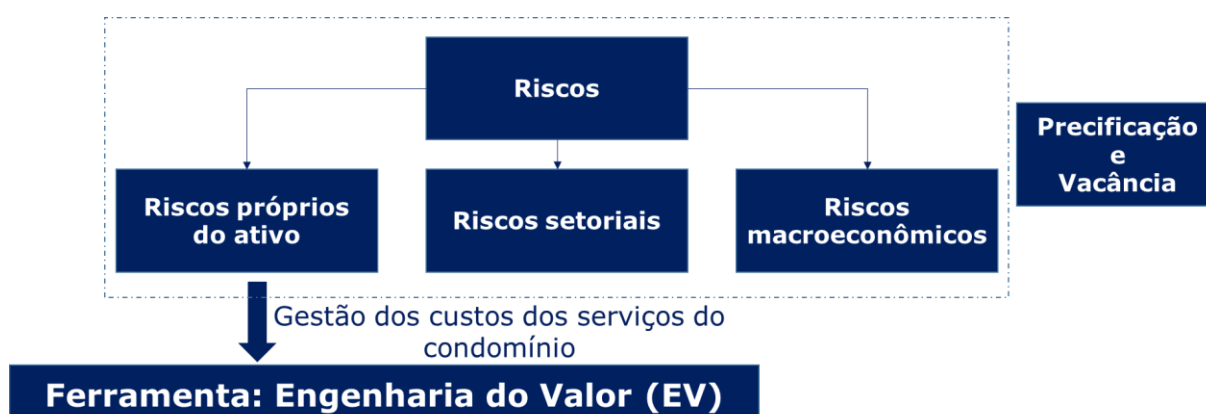 Riscos
Precificação
e
Vacância
Riscos próprios
do ativo
Riscos setoriais
Riscos
macroeconômicos
Gestão dos custos dos serviços do
condomínio
Ferramenta: Engenharia do Valor (EV)